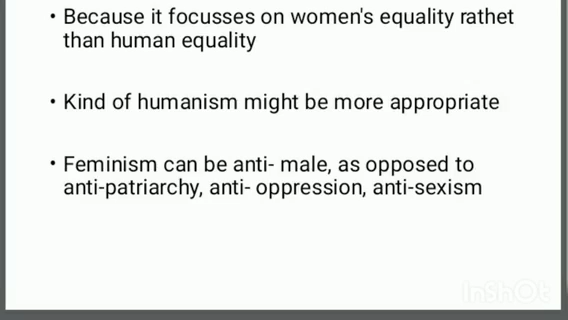 • Because it focusses on women's equality rathet
than human equality
• Kind of humanism might be more appropriate
• Feminism can be anti- male, as opposed to
anti-patriarchy, anti- oppression, anti-sexism
InShOt